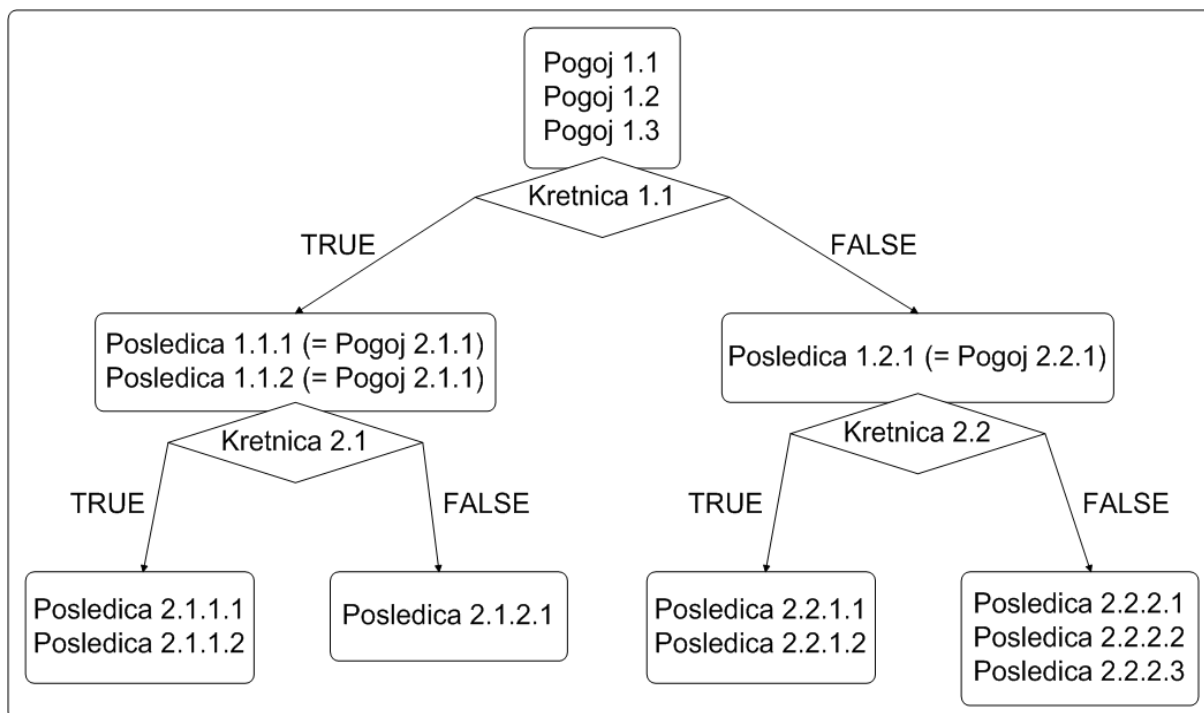 Pogoj 1.1
Pogoj 1.2
Pogoj 1.3
Kretnica 1.1
TRUE
FALSE
Posledica 1.1.1 (= Pogoj 2.1.1)
Posledica 1.1.2 (= Pogoj 2.1.1)
Posledica 1.2.1 (= Pogoj 2.2.1)
Kretnica 2.1
Kretnica 2.2
TRUE
FALSE
TRUE
FALSE
Posledica 2.1.1.1
Posledica 2.1.1.2
Posledica 2.1.2.1
Posledica 2.2.1.1
Posledica 2.2.1.2
Posledica 2.2.2.1
Posledica 2.2.2.2
Posledica 2.2.2.3